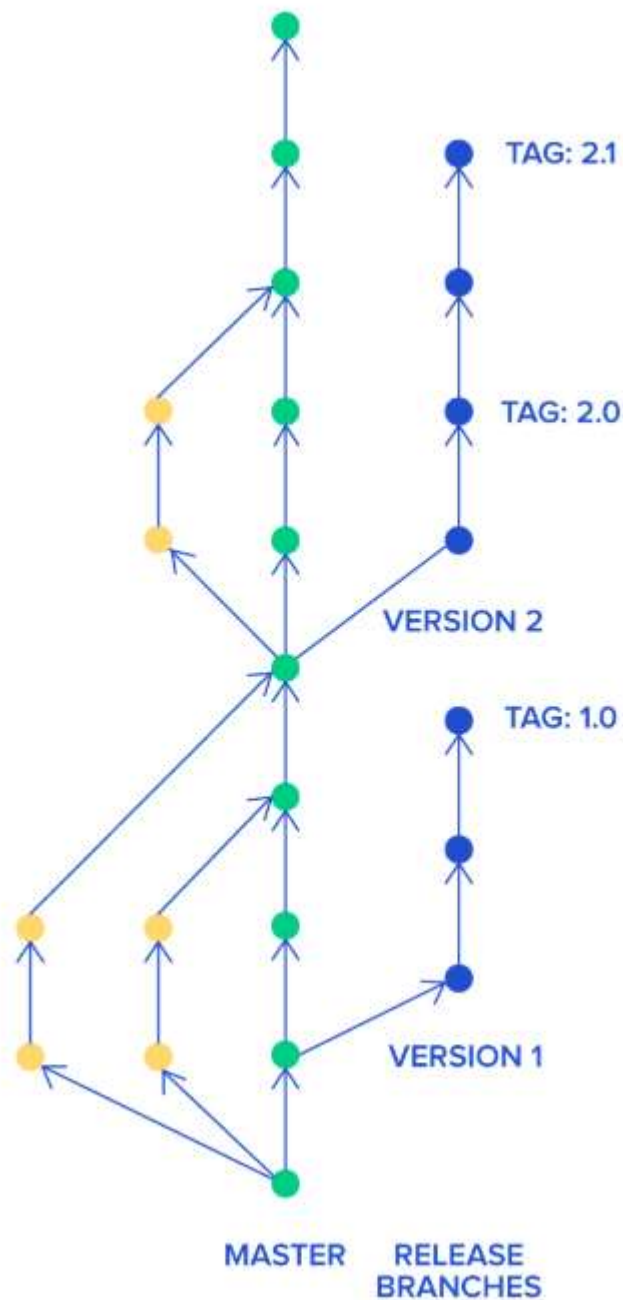 TAG: 2.1
TAG: 2.0
VERSION 2
TAG: 1.0
VERSION 1
MASTER
RELEASE
BRANCHES